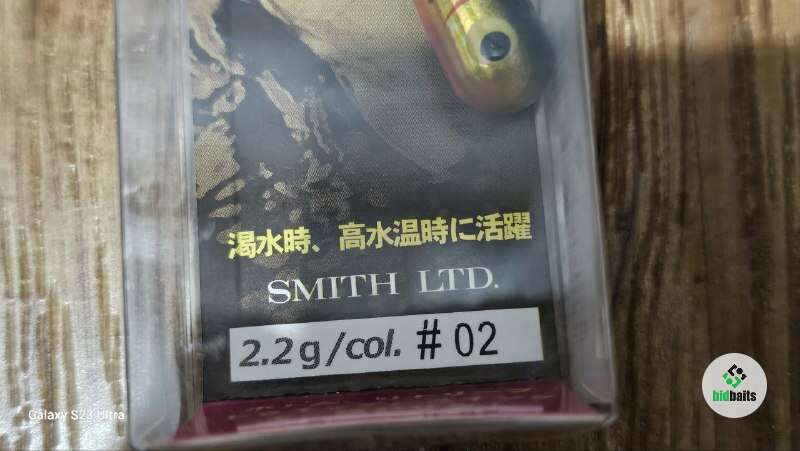 渇水時、高水温時に活躍
SMITH LTD.
2.2g/col. #02
Galaxy S23 Ultra
bidbaits